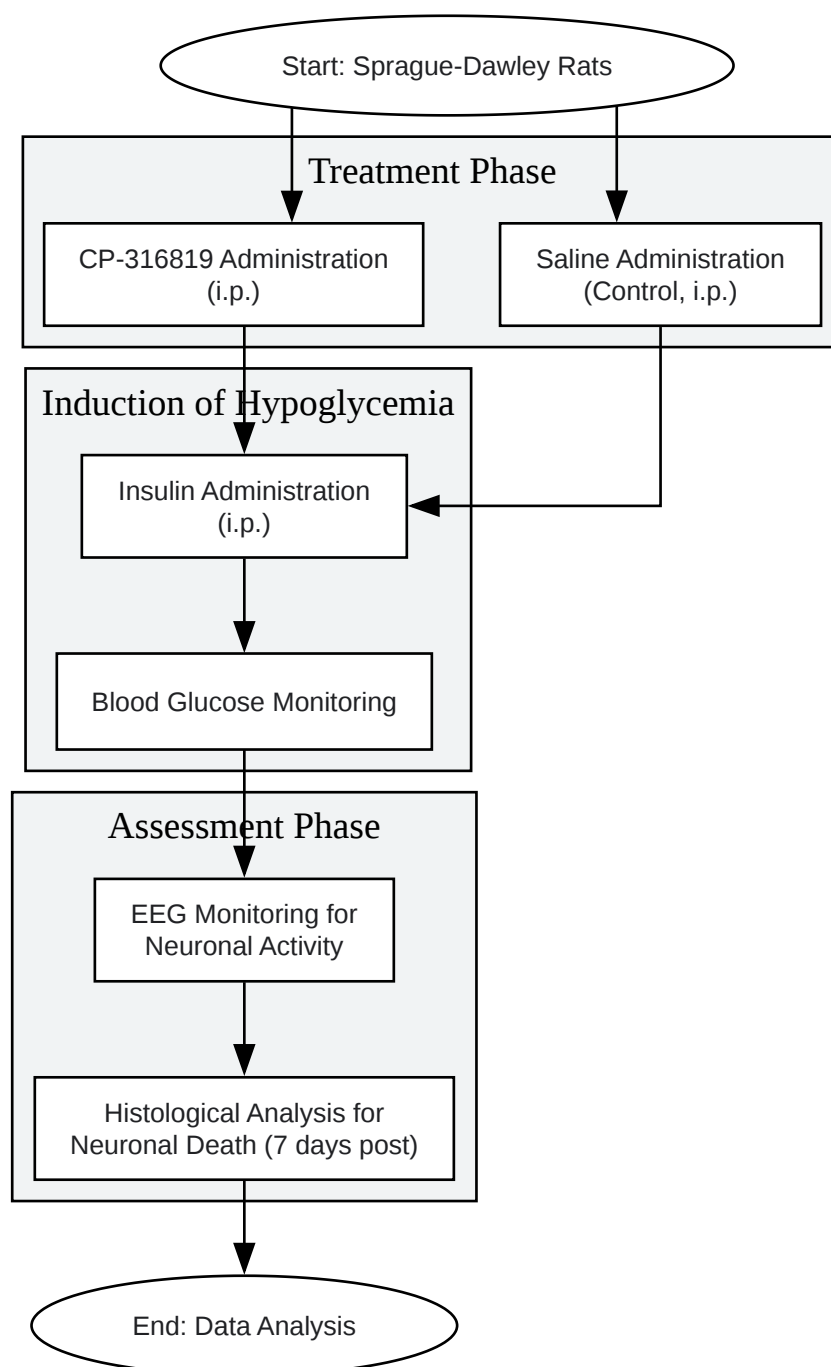 Start: Sprague-Dawley Rats
Treatment Phase
CP-316819 Administration
(i.p.)
Saline Administration
(Control, i.p.)
Induction of Hypoglycemia
Insulin Administration
(i.p.)
Blood Glucose Monitoring
Assessment Phase
EEG Monitoring for
Neuronal Activity
Histological Analysis for
Neuronal Death (7 days post)
End: Data Analysis